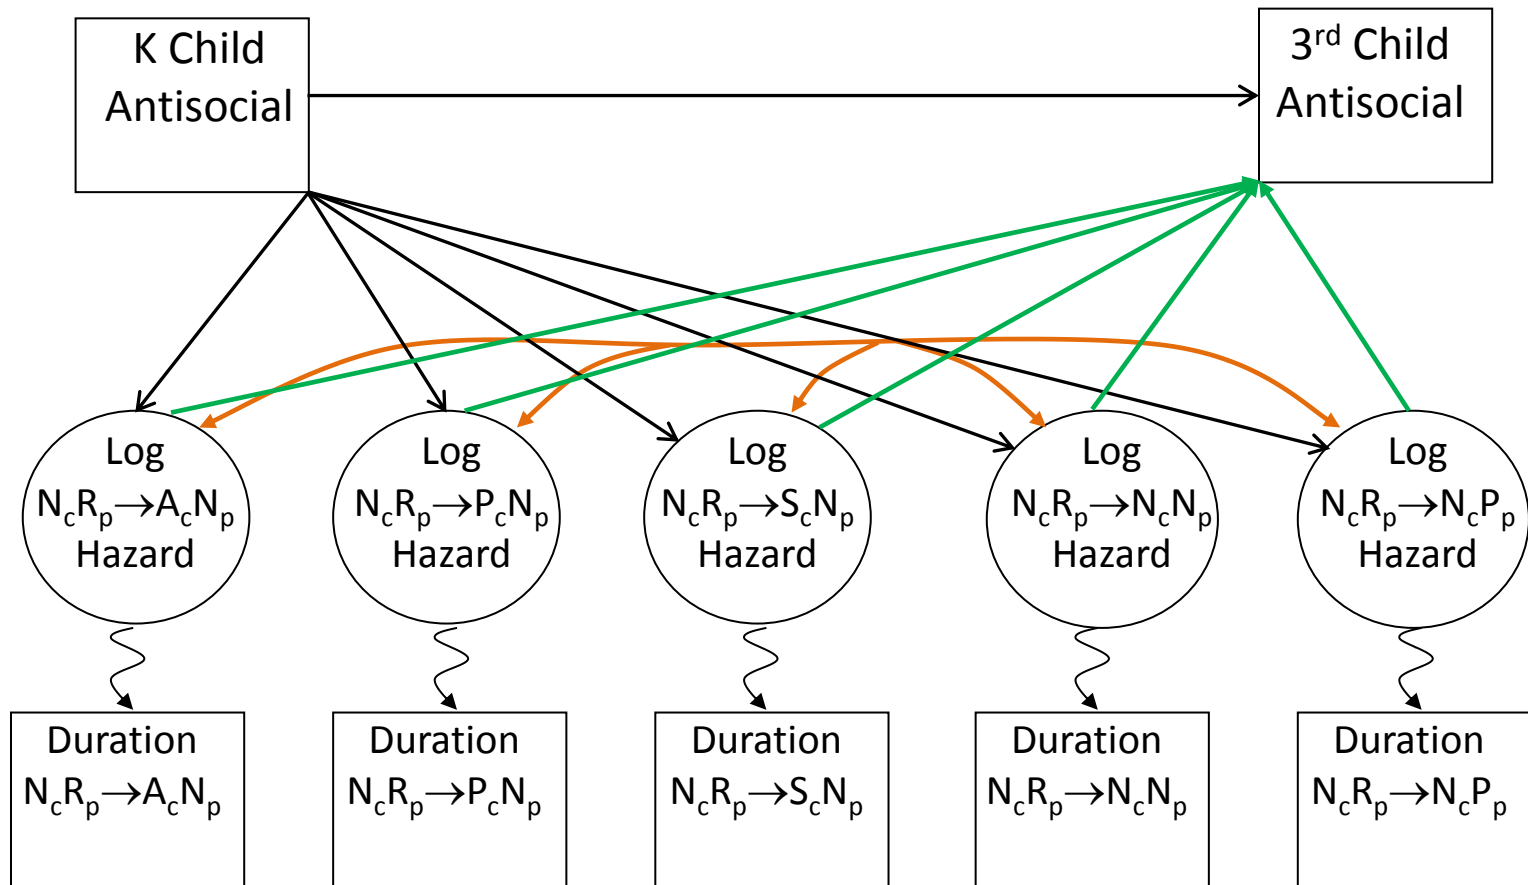 K Child
Antisocial
3rd Child
Antisocial
Log
NcRp→AcNp
Hazard
Log
NcRp→PcNp
Hazard
Log
NcRp→ScNp
Hazard
Log
NcRp→NcNp
Hazard
Log
NcRp→NcPp
Hazard
Duration
NcRp→AcNp
Duration
NcRp→PcNp
Duration
NcRp→ScNp
Duration
NcRp→NcNp
Duration
NcRp→NcPp